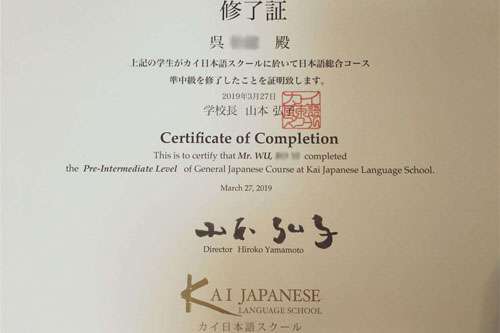 修了証
呉 殿
上記の学生がカイ日本語スクールに於いて日本語総合コース
準中級を修了したことを証明致します。
2019年3月27日
学校長 山本 弘子
Certificate of Completion
This is to certify that Mr. WU, completed
the Pre-Intermediate Level of General Japanese Course at Kai Japanese Language School.
March 27, 2019
山本弘子
Director Hiroko Yamamoto
KAI JAPANESE
LANGUAGE SCHOOL
カイ日本語スクール